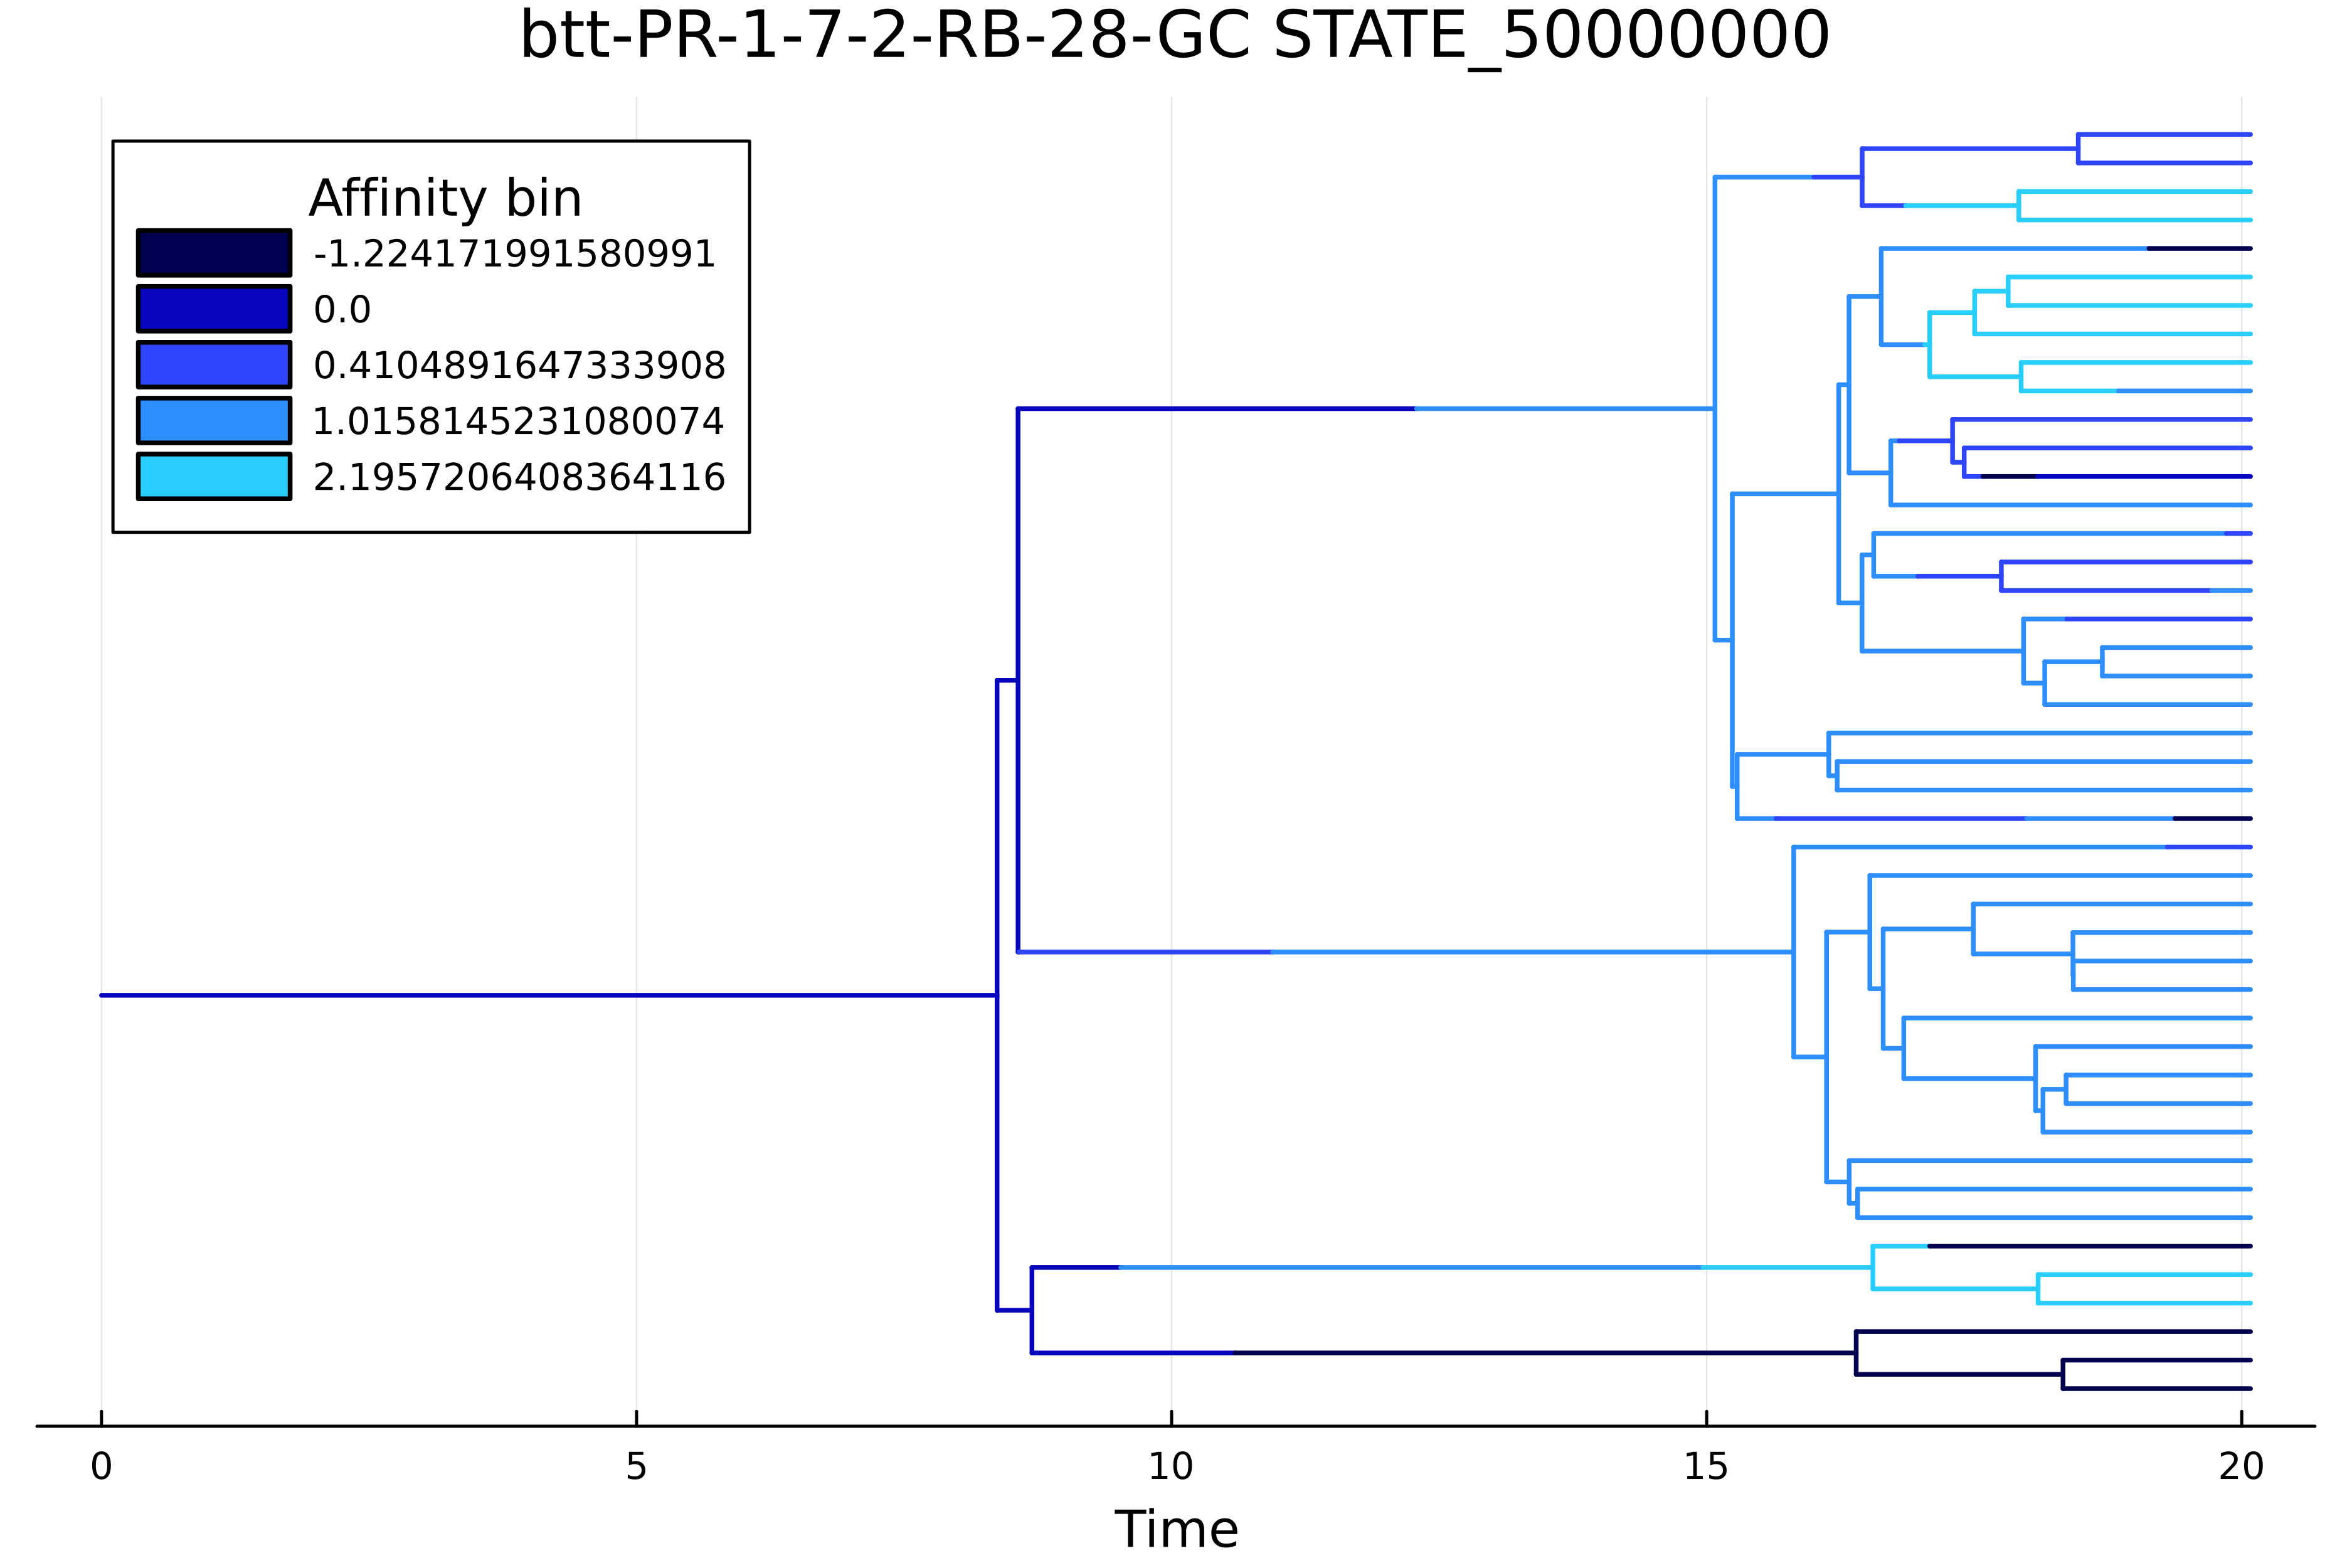 btt-PR-1-7-2-RB-28-GC STATE_50000000
Affinity bin
-1.224171991580991
0.0
0.4104891647333908
1.0158145231080074
2.1957206408364116
0 5 10 15 20
Time